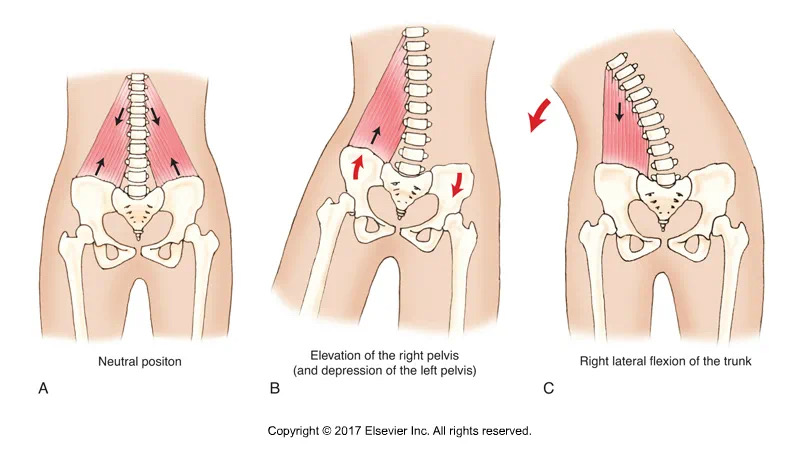 Neutral positon
Elevation of the right pelvis
(and depression of the left pelvis)
Right lateral flexion of the trunk
A
B
C
Copyright © 2017 Elsevier Inc. All rights reserved.